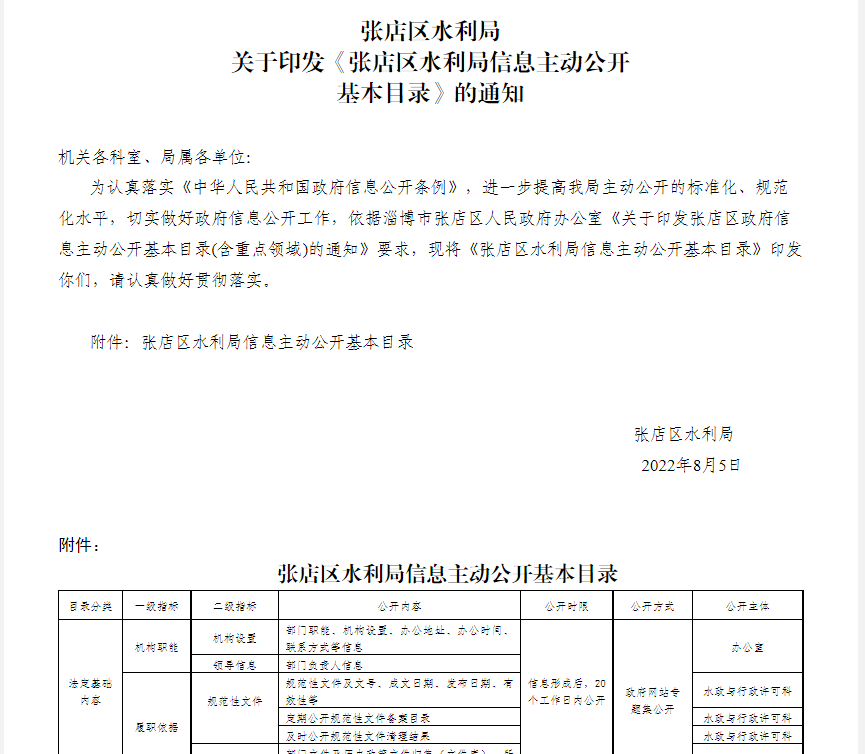 张店区水利局
关于印发《张店区水利局信息主动公开
基本目录》的通知
机关各科室、局属各单位:
为认真落实《中华人民共和国政府信息公开条例》，进一步提高我局主动公开的标准化、规范
化水平，切实做好政府信息公开工作，依据淄博市张店区人民政府办公室《关于印发张店区政府信
息主动公开基本目录(含重点领域)的通知》要求，现将《张店区水利局信息主动公开基本目录》印发
你们，请认真做好贯彻落实。
附件：张店区水利局信息主动公开基本目录
张店区水利局
2022年8月5日
附件：
张店区水利局信息主动公开基本目录
目录分类 一级指标 二级指标 公开内容 公开时限 公开方式 公开主体
法定基础
内容
机构职能
机构设置
部门职能、机构设置、办公地址、办公时间、
联系方式等信息
领导信息
部门负责人信息
办公室
履职依据
规范性文件
规范性文件及文号、成文日期、发布日期、有
效性等
定期公开规范性文件备案目录
及时公开规范性文件清理结果
信息形成后，20
个工作日内公开
政府网站专
题集公开
水政与行政许可科
水政与行政许可科
水政与行政许可科